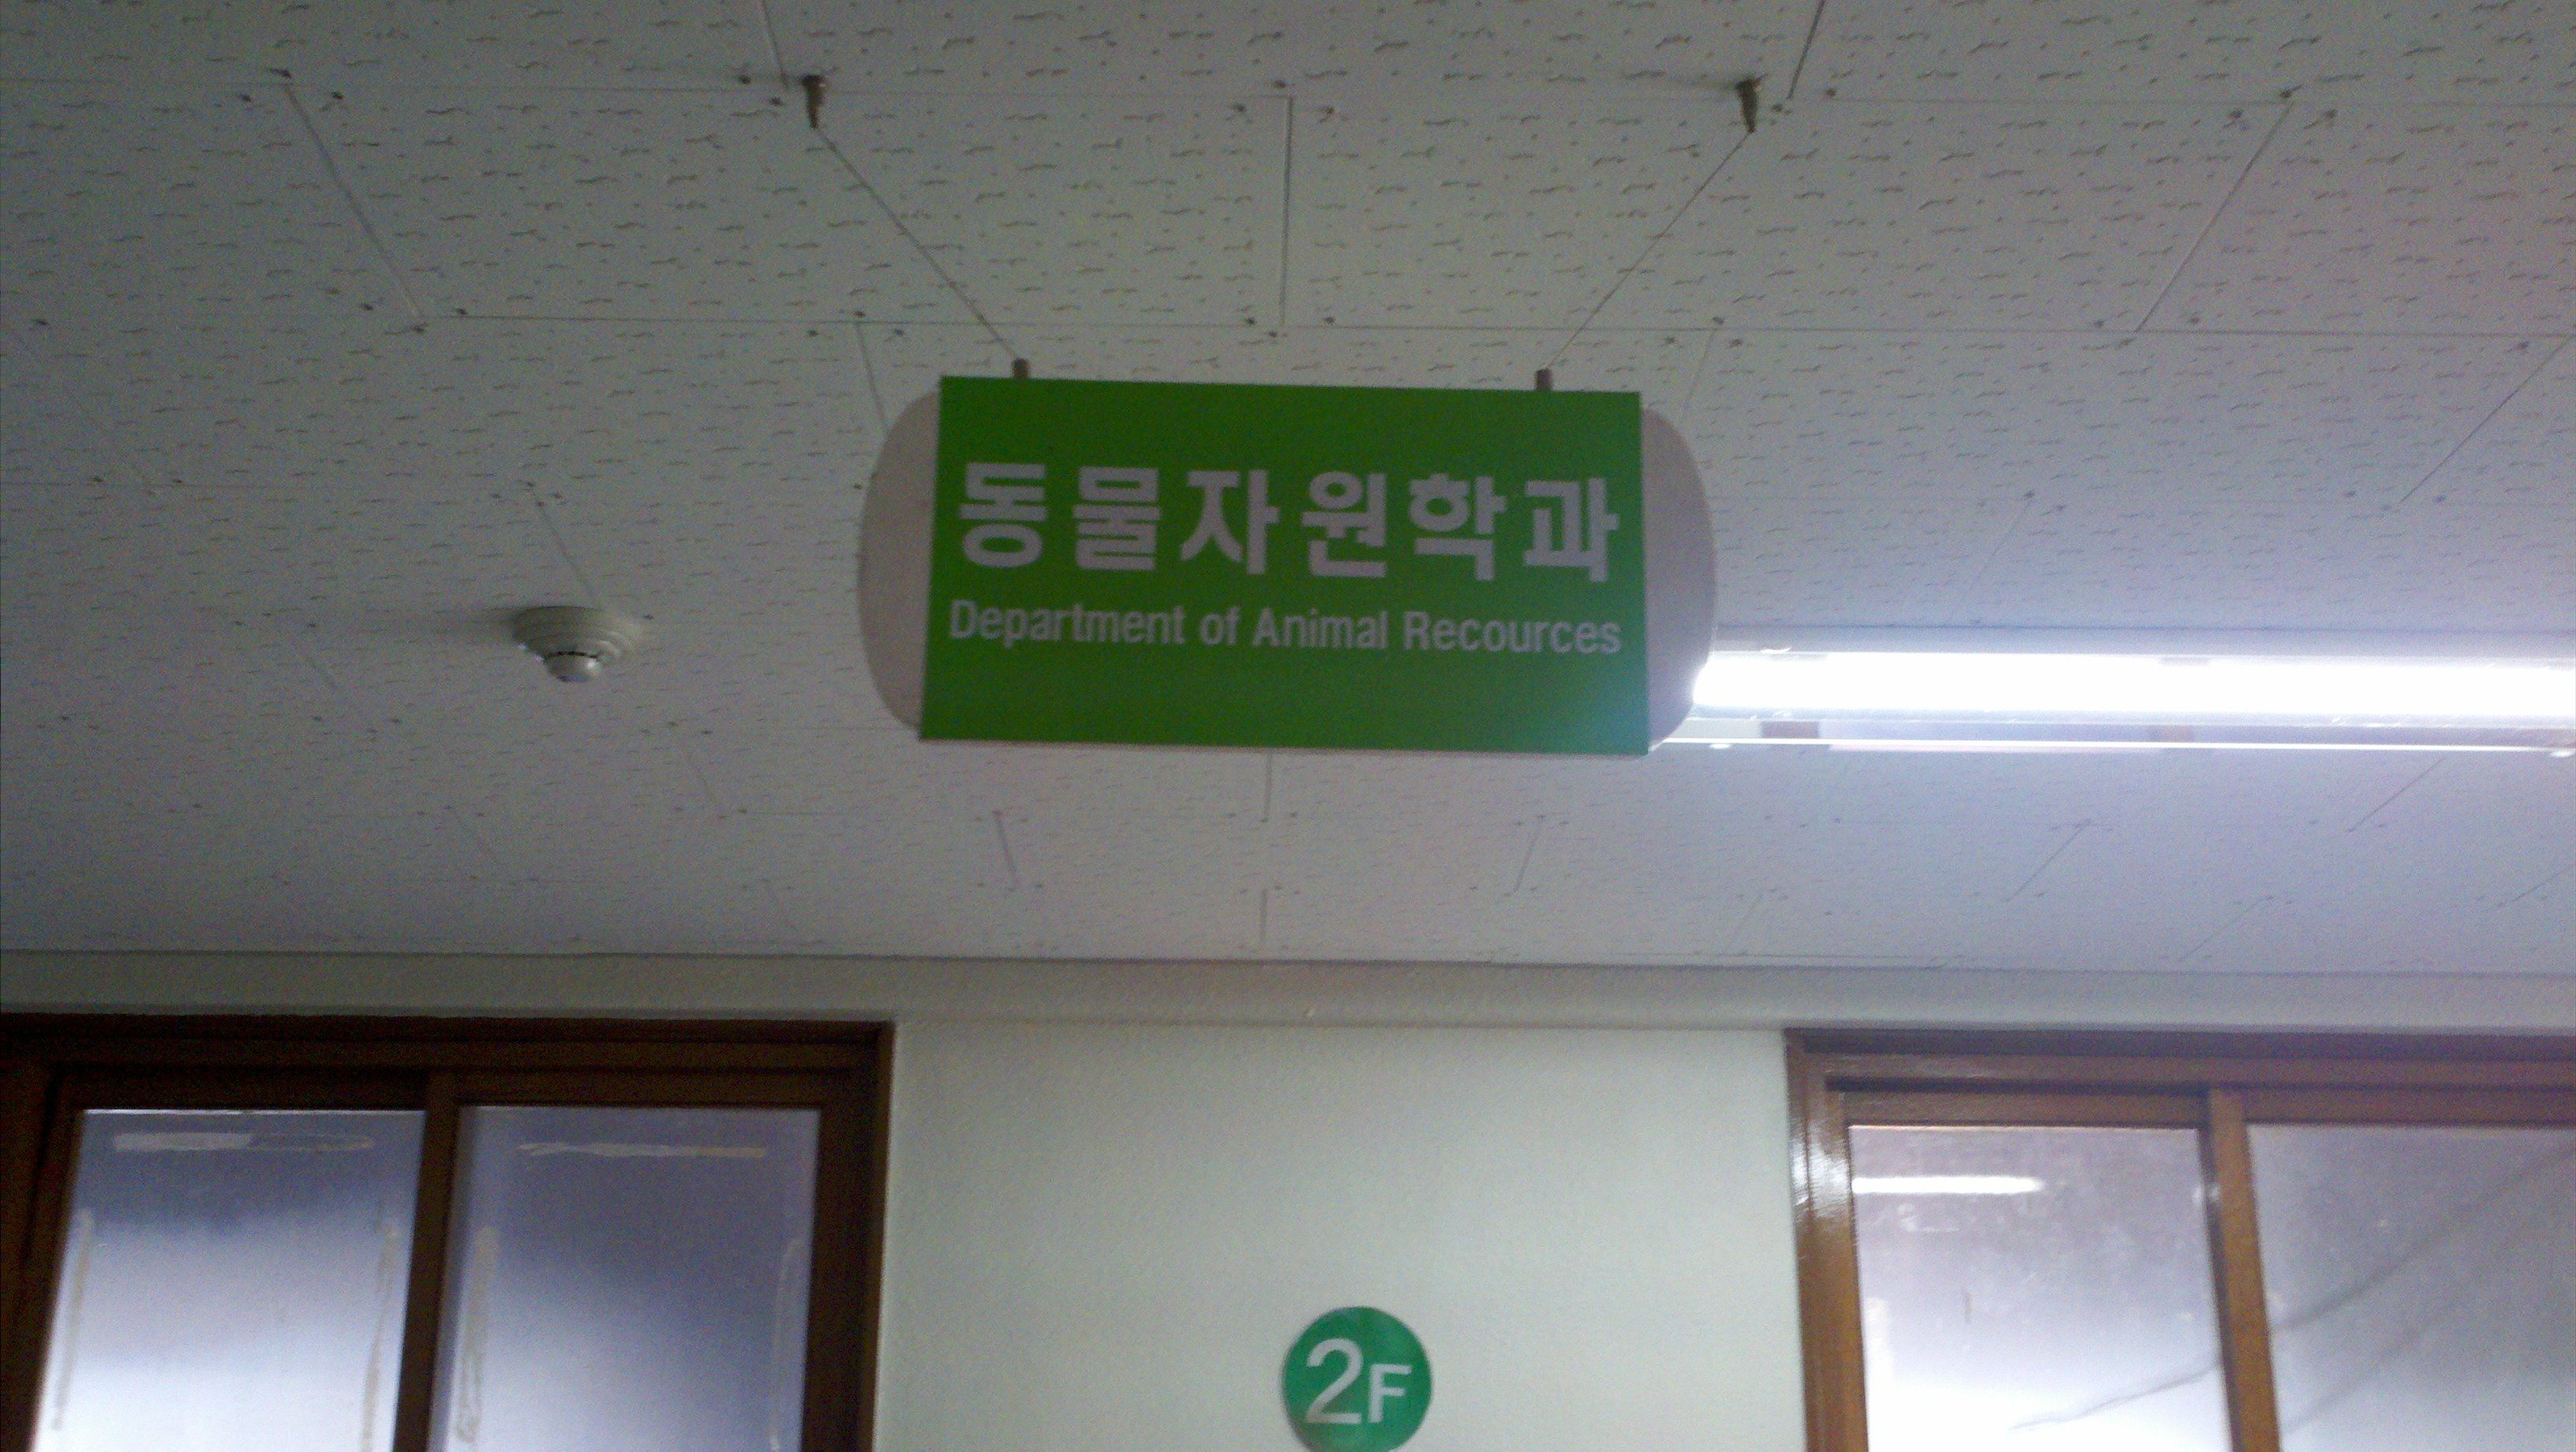 동물자원학과
Department of Animal Recources
2F